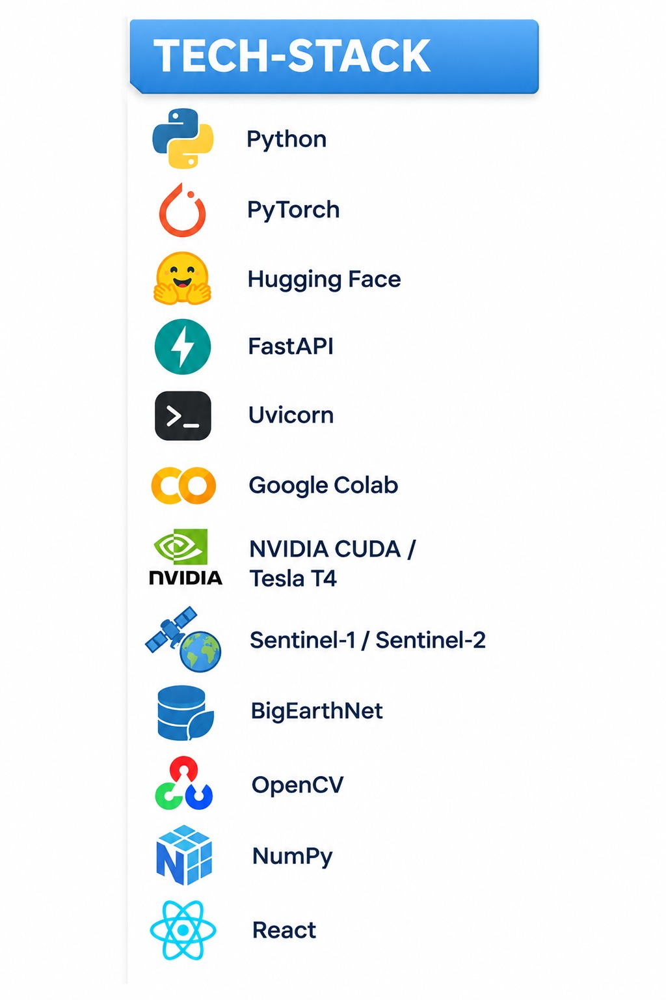 TECH-STACK
Python
PyTorch
Hugging Face
FastAPI
>_
Uvicorn
CO
Google Colab
NVIDIA CUDA /
Tesla T4
nVIDIA
Sentinel-1 / Sentinel-2
BigEarthNet
OpenCV
N
NumPy
React